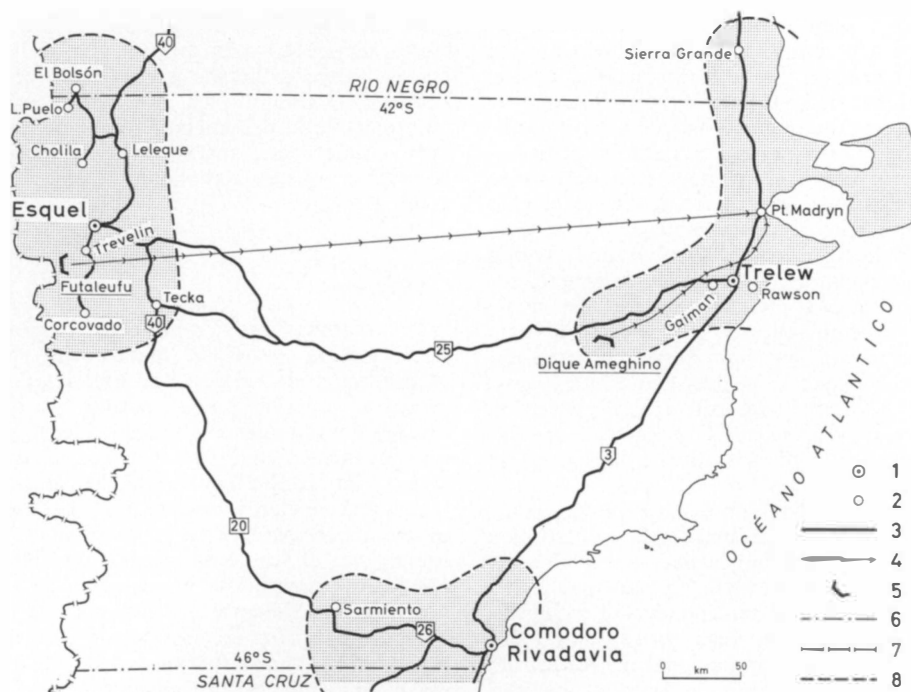 40
El Bolsón
Sierra Grande
RIO NEGRO
42°S
L. Puelo
Cholila
Leleque
Esquel
Trevelin
Pt. Madryn
Futaleufu
Tecka
Trelew
Gaiman
Rawson
Corcovado
40
25
Dique Ameghino
OCÉANO ATLANTICO
3
20
Sarmiento
26
Comodoro
Rivadavia
46°S
SANTA CRUZ
0 km 50
1
2
3
4
5
6
7
8